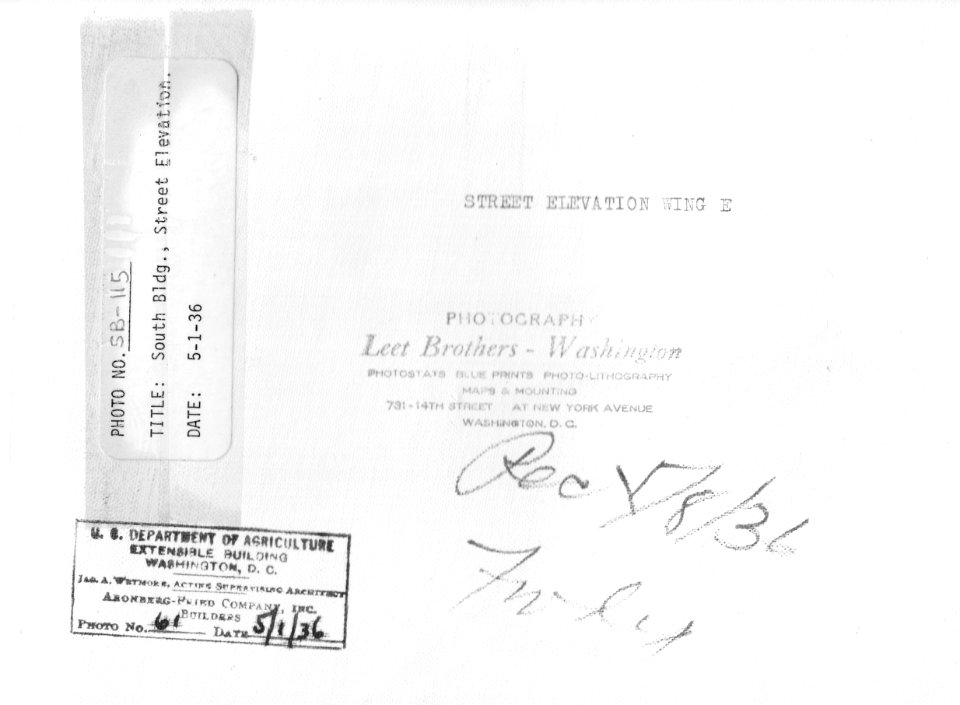 PHOTO NO. SB-115
TITLE: South Bldg., Street Elevation.
DATE: 5-1-36
STREET ELEVATION WING E
PHOTOGRAPHY
Leet Brothers - Washington
PHOTOSTATS BLUE PRINTS PHOTO-LITHOGRAPHY
MAPS & MOUNTING
731-14TH STREET AT NEW YORK AVENUE
WASHINGTON, D. C.
Rec 5/8/36
U. S. DEPARTMENT OF AGRICULTURE
EXTENSIBLE BUILDING
WASHINGTON, D. C.
JAS. A. WETMORE, ACTING SUPERVISING ARCHITECT
ARONBERG-FRIED COMPANY, INC.
BUILDERS
PHOTO NO. 61 DATE 5/1/36